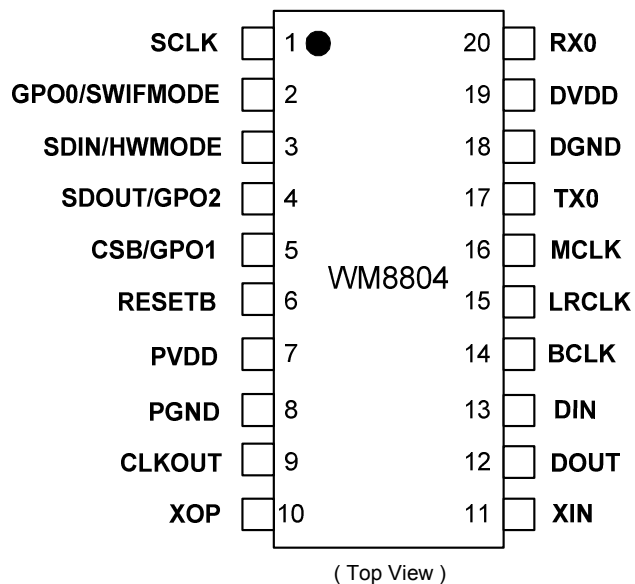 SCLK 1 20 RX0
GPO0/SWIFMODE 2 19 DVDD
SDIN/HWMODE 3 18 DGND
SDOUT/GPO2 4 17 TX0
CSB/GPO1 5 16 MCLK
WM8804
RESETB 6 15 LRCLK
PVDD 7 14 BCLK
PGND 8 13 DIN
CLKOUT 9 12 DOUT
XOP 10 11 XIN
( Top View )